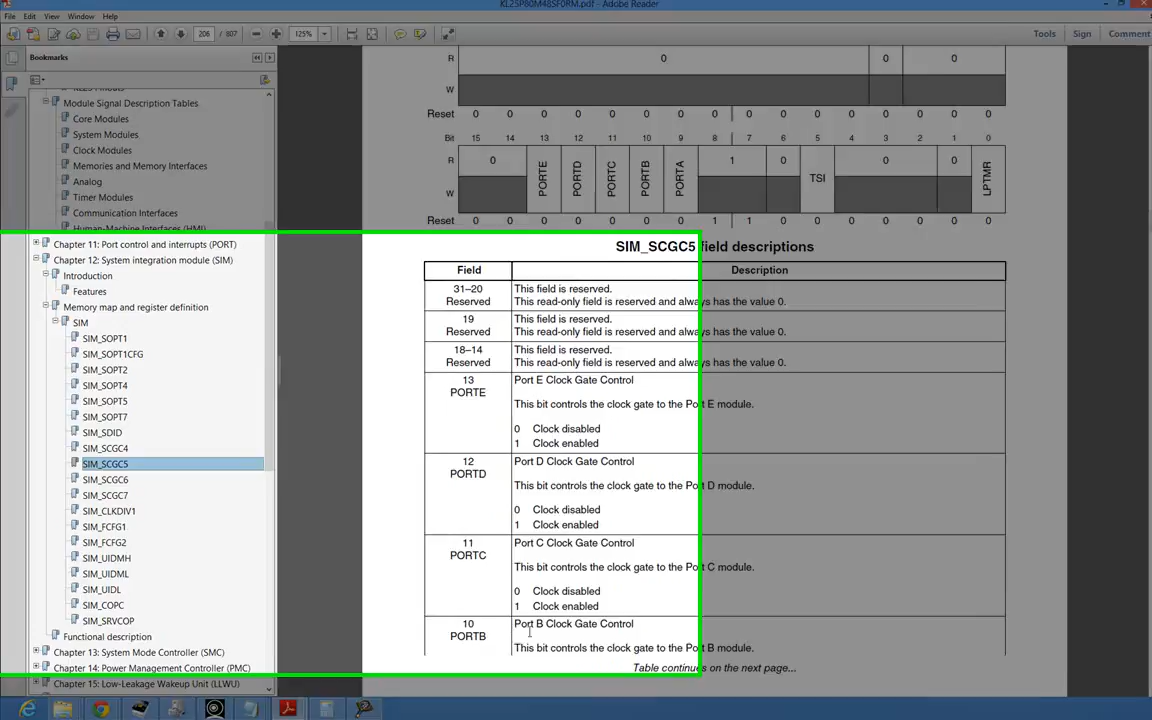 KL25P80M48SF0RM.pdf - Adobe Reader
File Edit View Window Help
206 / 807
125%
Tools
Sign
Comment
Bookmarks
Module Signal Description Tables
Core Modules
System Modules
Clock Modules
Memories and Memory Interfaces
Analog
Timer Modules
Communication Interfaces
Human-Machine Interfaces (HMI)
Chapter 11: Port control and interrupts (PORT)
Chapter 12: System integration module (SIM)
Introduction
Features
Memory map and register definition
SIM
SIM_SOPT1
SIM_SOPT1CFG
SIM_SOPT2
SIM_SOPT4
SIM_SOPT5
SIM_SOPT7
SIM_SDID
SIM_SCGC4
SIM_SCGC5
SIM_SCGC6
SIM_SCGC7
SIM_CLKDIV1
SIM_FCFG1
SIM_FCFG2
SIM_UIDMH
SIM_UIDML
SIM_UIDL
SIM_COPC
SIM_SRVCOP
Functional description
Chapter 13: System Mode Controller (SMC)
Chapter 14: Power Management Controller (PMC)
Chapter 15: Low-Leakage Wakeup Unit (LLWU)
R 0 0 0
W
Reset 0 0 0 0 0 0 0 0 0 0 0 0 0 0 0 0
Bit 15 14 13 12 11 10 9 8 7 6 5 4 3 2 1 0
R 0 PORTE PORTD PORTC PORTB PORTA 1 0 TSI 0 0 LPTMR
W
Reset 0 0 0 0 0 0 0 1 1 0 0 0 0 0 0 0
SIM_SCGC5 field descriptions
Field Description
31–20 This field is reserved.
Reserved This read-only field is reserved and always has the value 0.
19 This field is reserved.
Reserved This read-only field is reserved and always has the value 0.
18–14 This field is reserved.
Reserved This read-only field is reserved and always has the value 0.
13 Port E Clock Gate Control
PORTE
This bit controls the clock gate to the Port E module.
0 Clock disabled
1 Clock enabled
12 Port D Clock Gate Control
PORTD
This bit controls the clock gate to the Port D module.
0 Clock disabled
1 Clock enabled
11 Port C Clock Gate Control
PORTC
This bit controls the clock gate to the Port C module.
0 Clock disabled
1 Clock enabled
10 Port B Clock Gate Control
PORTB
This bit controls the clock gate to the Port B module.
Table continues on the next page...